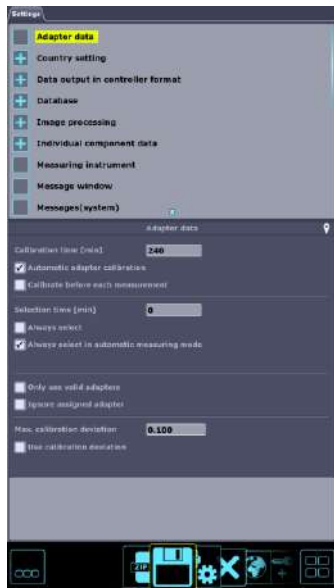 Settings
Adapter data
Country setting
Data output in controller format
Database
Image processing
Individual component data
Measuring instrument
Message window
Messages(system)
Adapter data
Calibration time [min] 240
Automatic adapter calibration
Calibrate before each measurement
Selection time [min] 0
Always select
Always select in automatic measuring mode
Only use valid adapters
Ignore assigned adapter
Max. calibration deviation 0.100
Use calibration deviation
ZIP